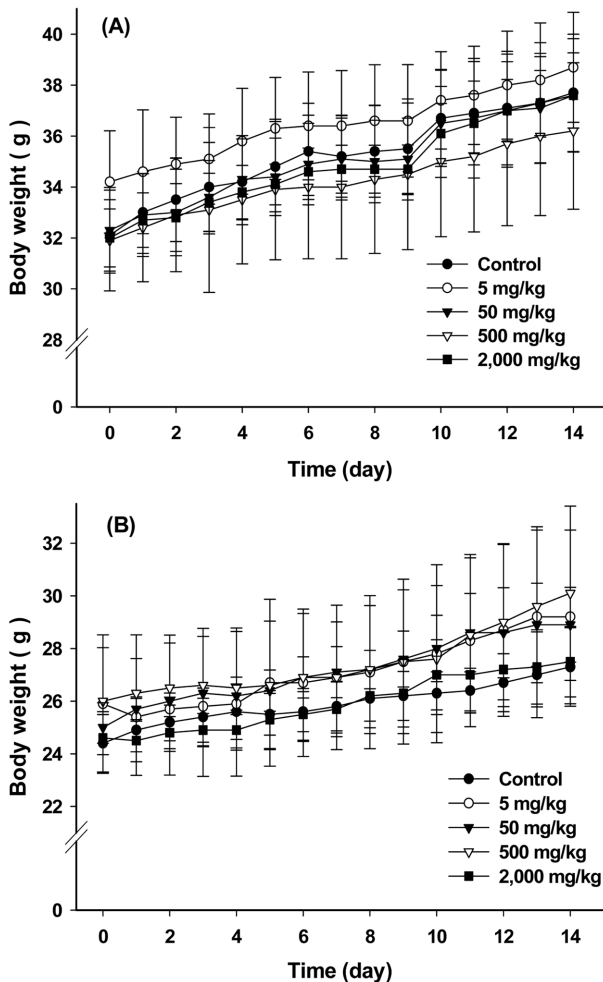 (A)
Body weight ( g )
40
38
36
34
32
30
28
0
Control
5 mg/kg
50 mg/kg
500 mg/kg
2,000 mg/kg
0 2 4 6 8 10 12 14
Time (day)
(B)
Body weight ( g )
32
30
28
26
24
22
0
Control
5 mg/kg
50 mg/kg
500 mg/kg
2,000 mg/kg
0 2 4 6 8 10 12 14
Time (day)